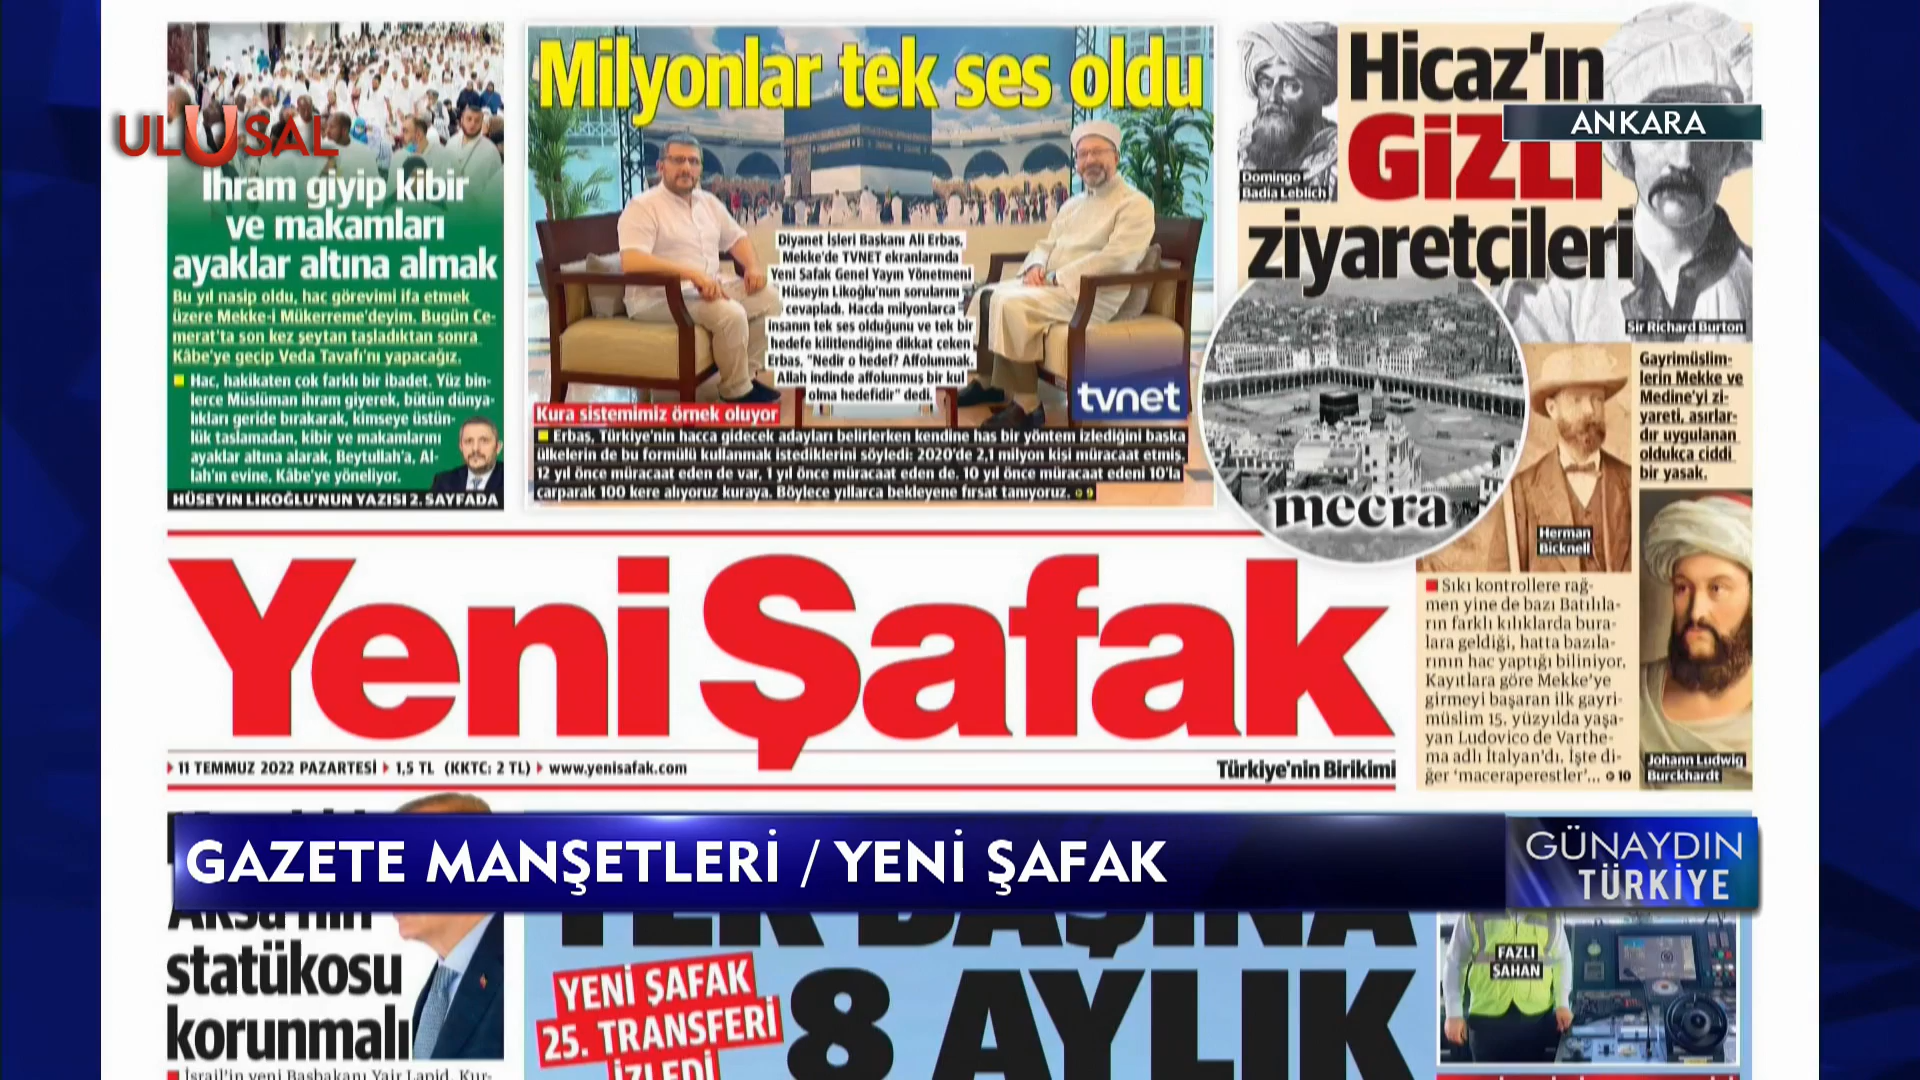 ULUSAL
İhram giyip kibir
ve makamları
ayaklar altına almak
Bu yıl nasip oldu, hac görevimi ifa etmek
üzere Mekke-i Mükerreme'deyim. Bugün Ce-
merat'ta son kez şeytan taşladıktan sonra
Kâbe'ye geçip Veda Tavafı'nı yapacağız.
Hac, hakikaten çok farklı bir ibadet. Yüz bin-
lerce Müslüman ihram giyerek, bütün dünya-
lıkları geride bırakarak, kimseye üstün-
lük taslamadan, kibir ve makamlarını
ayaklar altına alarak, Beytullah'a, Al-
lah'ın evine, Kâbe'ye yöneliyor.
HÜSEYİN LİKOĞLU'NUN YAZISI 2. SAYFADA
Milyonlar tek ses oldu
Diyanet İşleri Başkanı Ali Erbaş,
Mekke'de TVNET ekranlarında
Yeni Şafak Genel Yayın Yönetmeni
Hüseyin Likoğlu'nun sorularını
cevapladı. Hacda milyonlarca
insanın tek ses olduğunu ve tek bir
hedefe kilitlendiğine dikkat çeken
Erbaş, "Nedir o hedef? Affolunmak,
Allah indinde affolunmuş bir kul
olma hedefidir" dedi.
tvnet
Kura sistemimiz örnek oluyor
Erbaş, Türkiye'nin hacca gidecek adayları belirlerken kendine has bir yöntem izlediğini başka
ülkelerin de bu formülü kullanmak istediklerini söyledi: 2020'de 2,1 milyon kişi müracaat etmiş,
12 yıl önce müracaat eden de var, 1 yıl önce müracaat eden de. 10 yıl önce müracaat edeni 10'la
çarparak 100 kere alıyoruz kuraya. Böylece yıllarca bekleyene fırsat tanıyoruz. 9
Hicaz'ın
GİZLİ
ziyaretçileri
ANKARA
Domingo
Badia Leblich
Sir Richard Burton
Gayrimüslim-
lerin Mekke ve
Medine'yi zi-
yareti, asırlar-
dır uygulanan
oldukça ciddi
bir yasak.
mecra
Herman
Bicknell
Sıkı kontrollere rağ-
men yine de bazı Batılıla-
rın farklı kılıklarda bura-
lara geldiği, hatta bazıla-
rının hac yaptığı biliniyor.
Kayıtlara göre Mekke'ye
girmeyi başaran ilk gayri-
müslim 15. yüzyılda yaşa-
yan Ludovico de Varthe-
ma adlı İtalyan'dı. İşte di-
ğer 'maceraperestler'... 10
Johann Ludwig
Burckhardt
Yeni Şafak
11 TEMMUZ 2022 PAZARTESİ 1,5 TL (KKTC: 2 TL) www.yenisafak.com
Türkiye'nin Birikimi
GAZETE MANŞETLERİ / YENİ ŞAFAK
GÜNAYDIN
TÜRKİYE
Aksa'nın
statükosu
korunmalı
İsrail'in yeni Başbakanı Yair Lapid, Kur-
TEK BAŞINA
8 AYLIK
YENİ ŞAFAK
25. TRANSFERİ
İZLEDİ
FAZLI
ŞAHAN